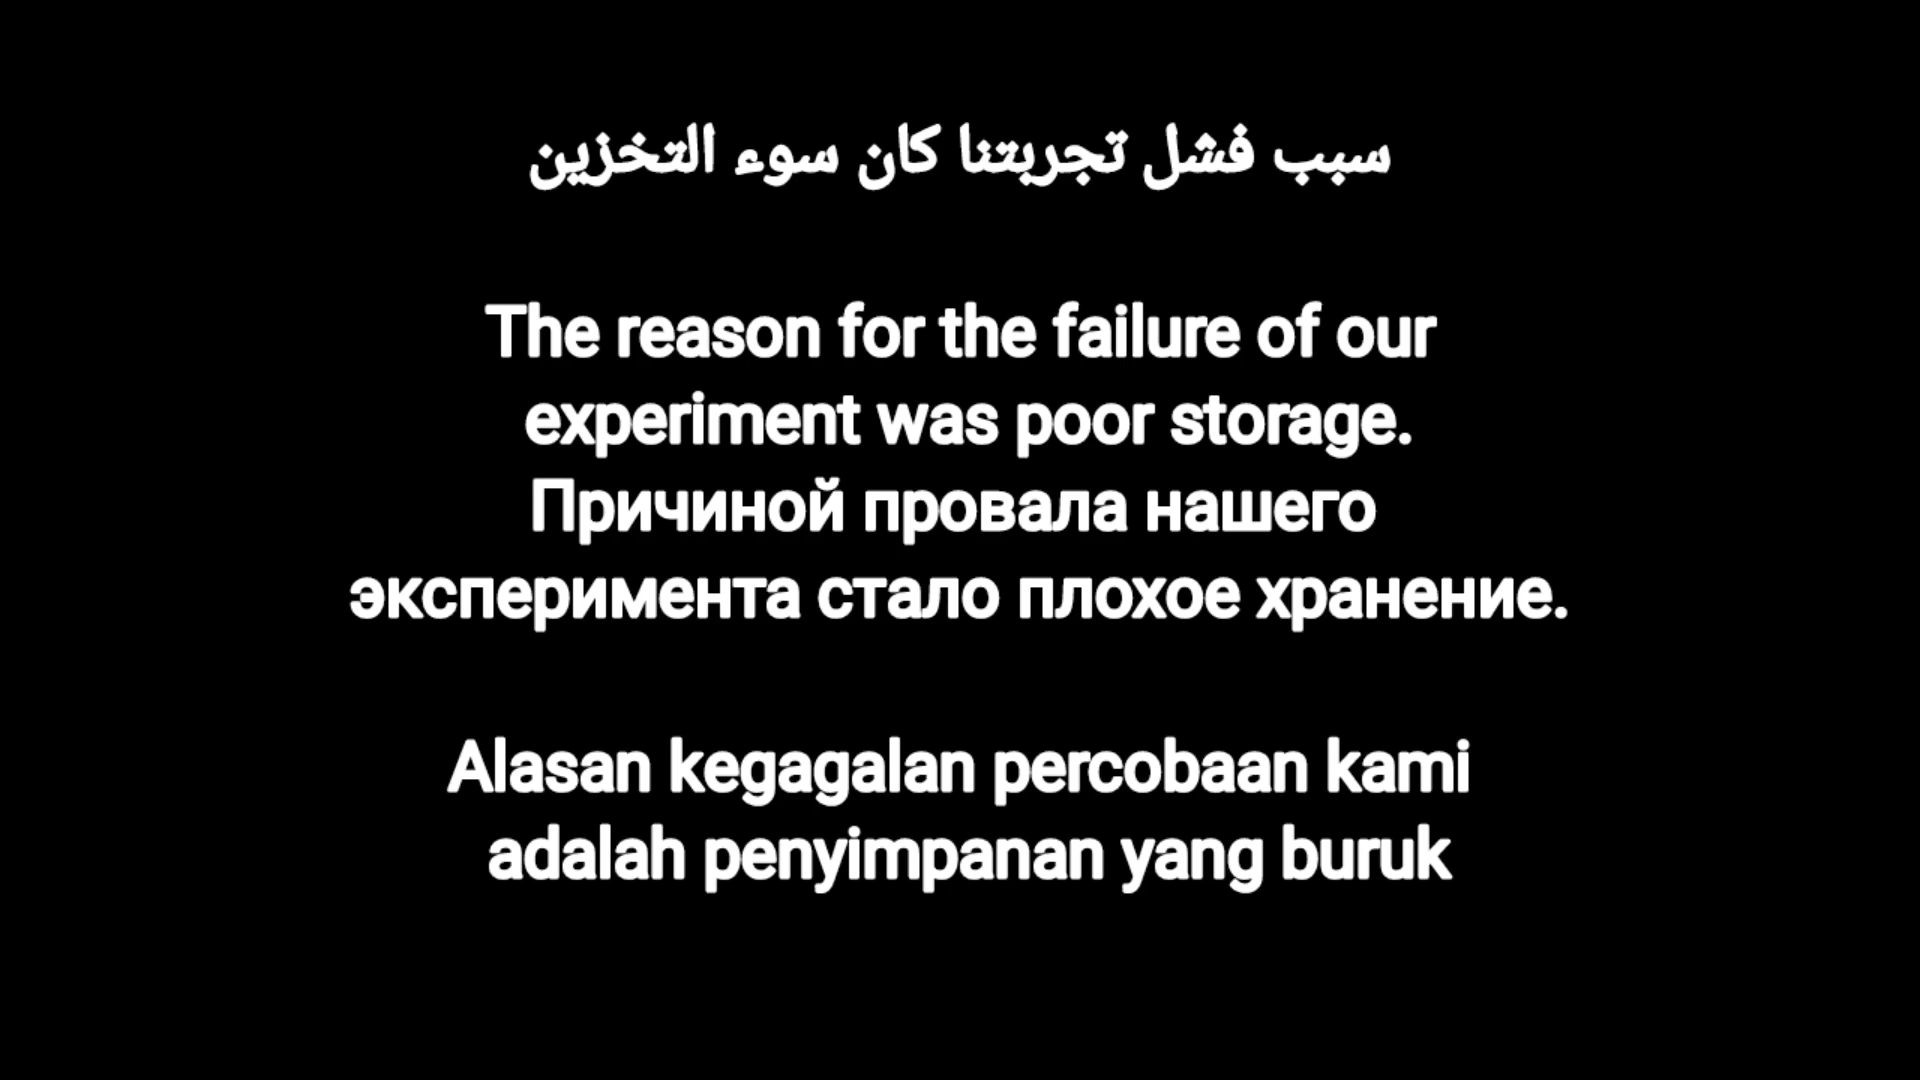 سبب فشل تجربتنا كان سوء التخزين
The reason for the failure of our
experiment was poor storage.
Причиной провала нашего
эксперимента стало плохое хранение.
Alasan kegagalan percobaan kami
adalah penyimpanan yang buruk